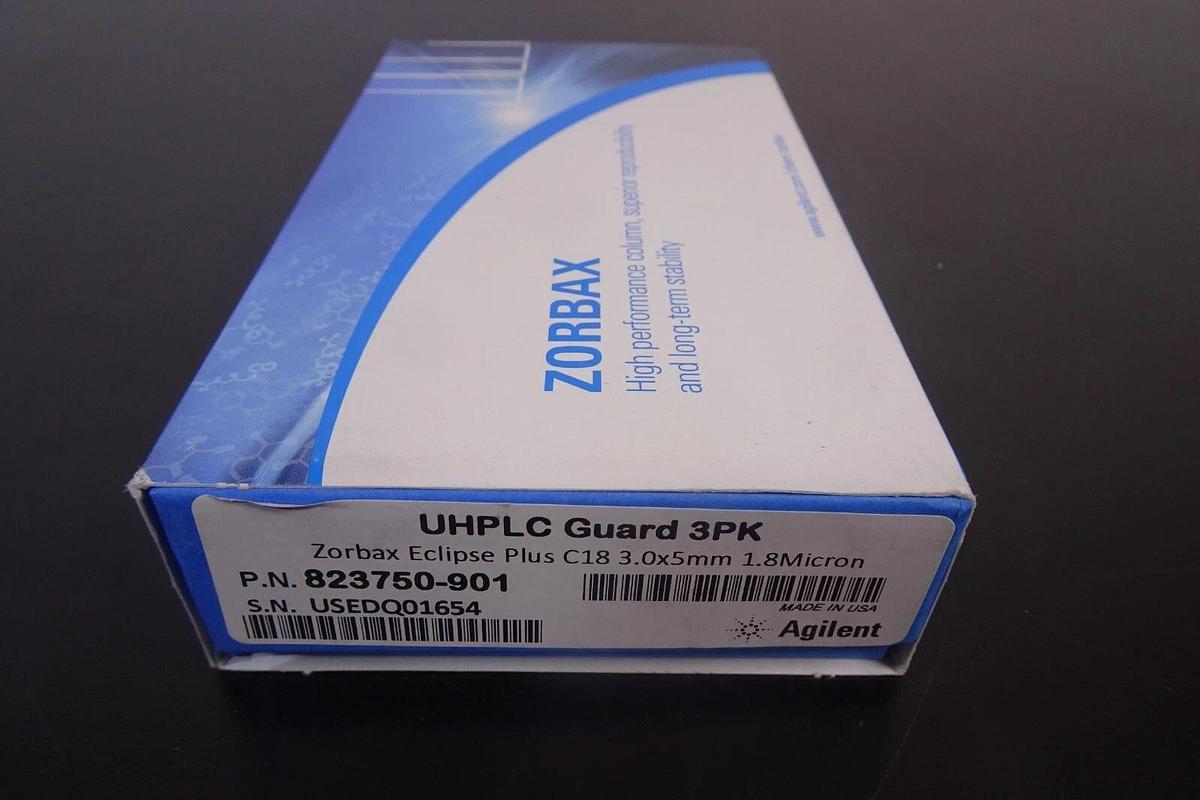 ZORBAX
High performance column, superior reproducibility
and long-term stability
UHPLC Guard 3PK
Zorbax Eclipse Plus C18 3.0x5mm 1.8Micron
P.N. 823750-901
S.N. USEDQ01654
MADE IN USA
Agilent